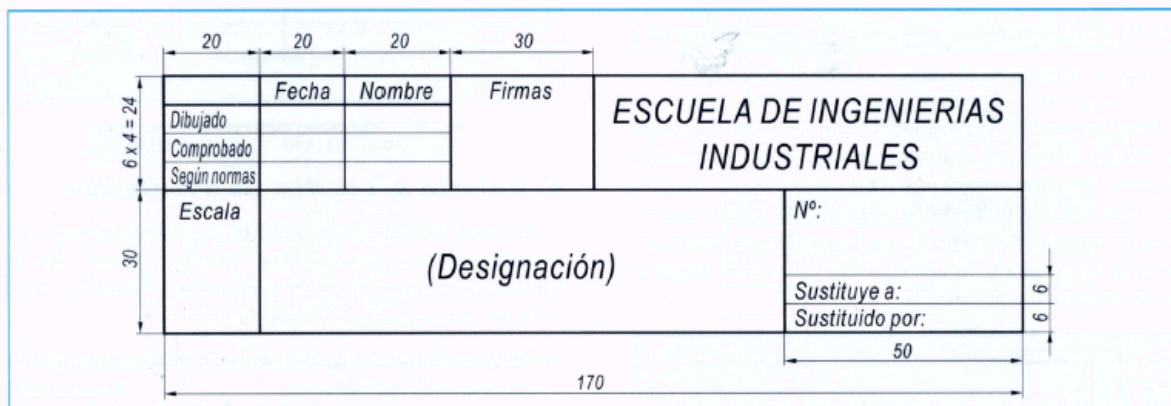 20 20 20 30
6 x 4 = 24
Fecha Nombre Firmas
ESCUELA DE INGENIERIAS
INDUSTRIALES
Dibujado
Comprobado
Según normas
30
Escala
(Designación)
Nº:
Sustituye a:
6
Sustituido por:
6
50
170